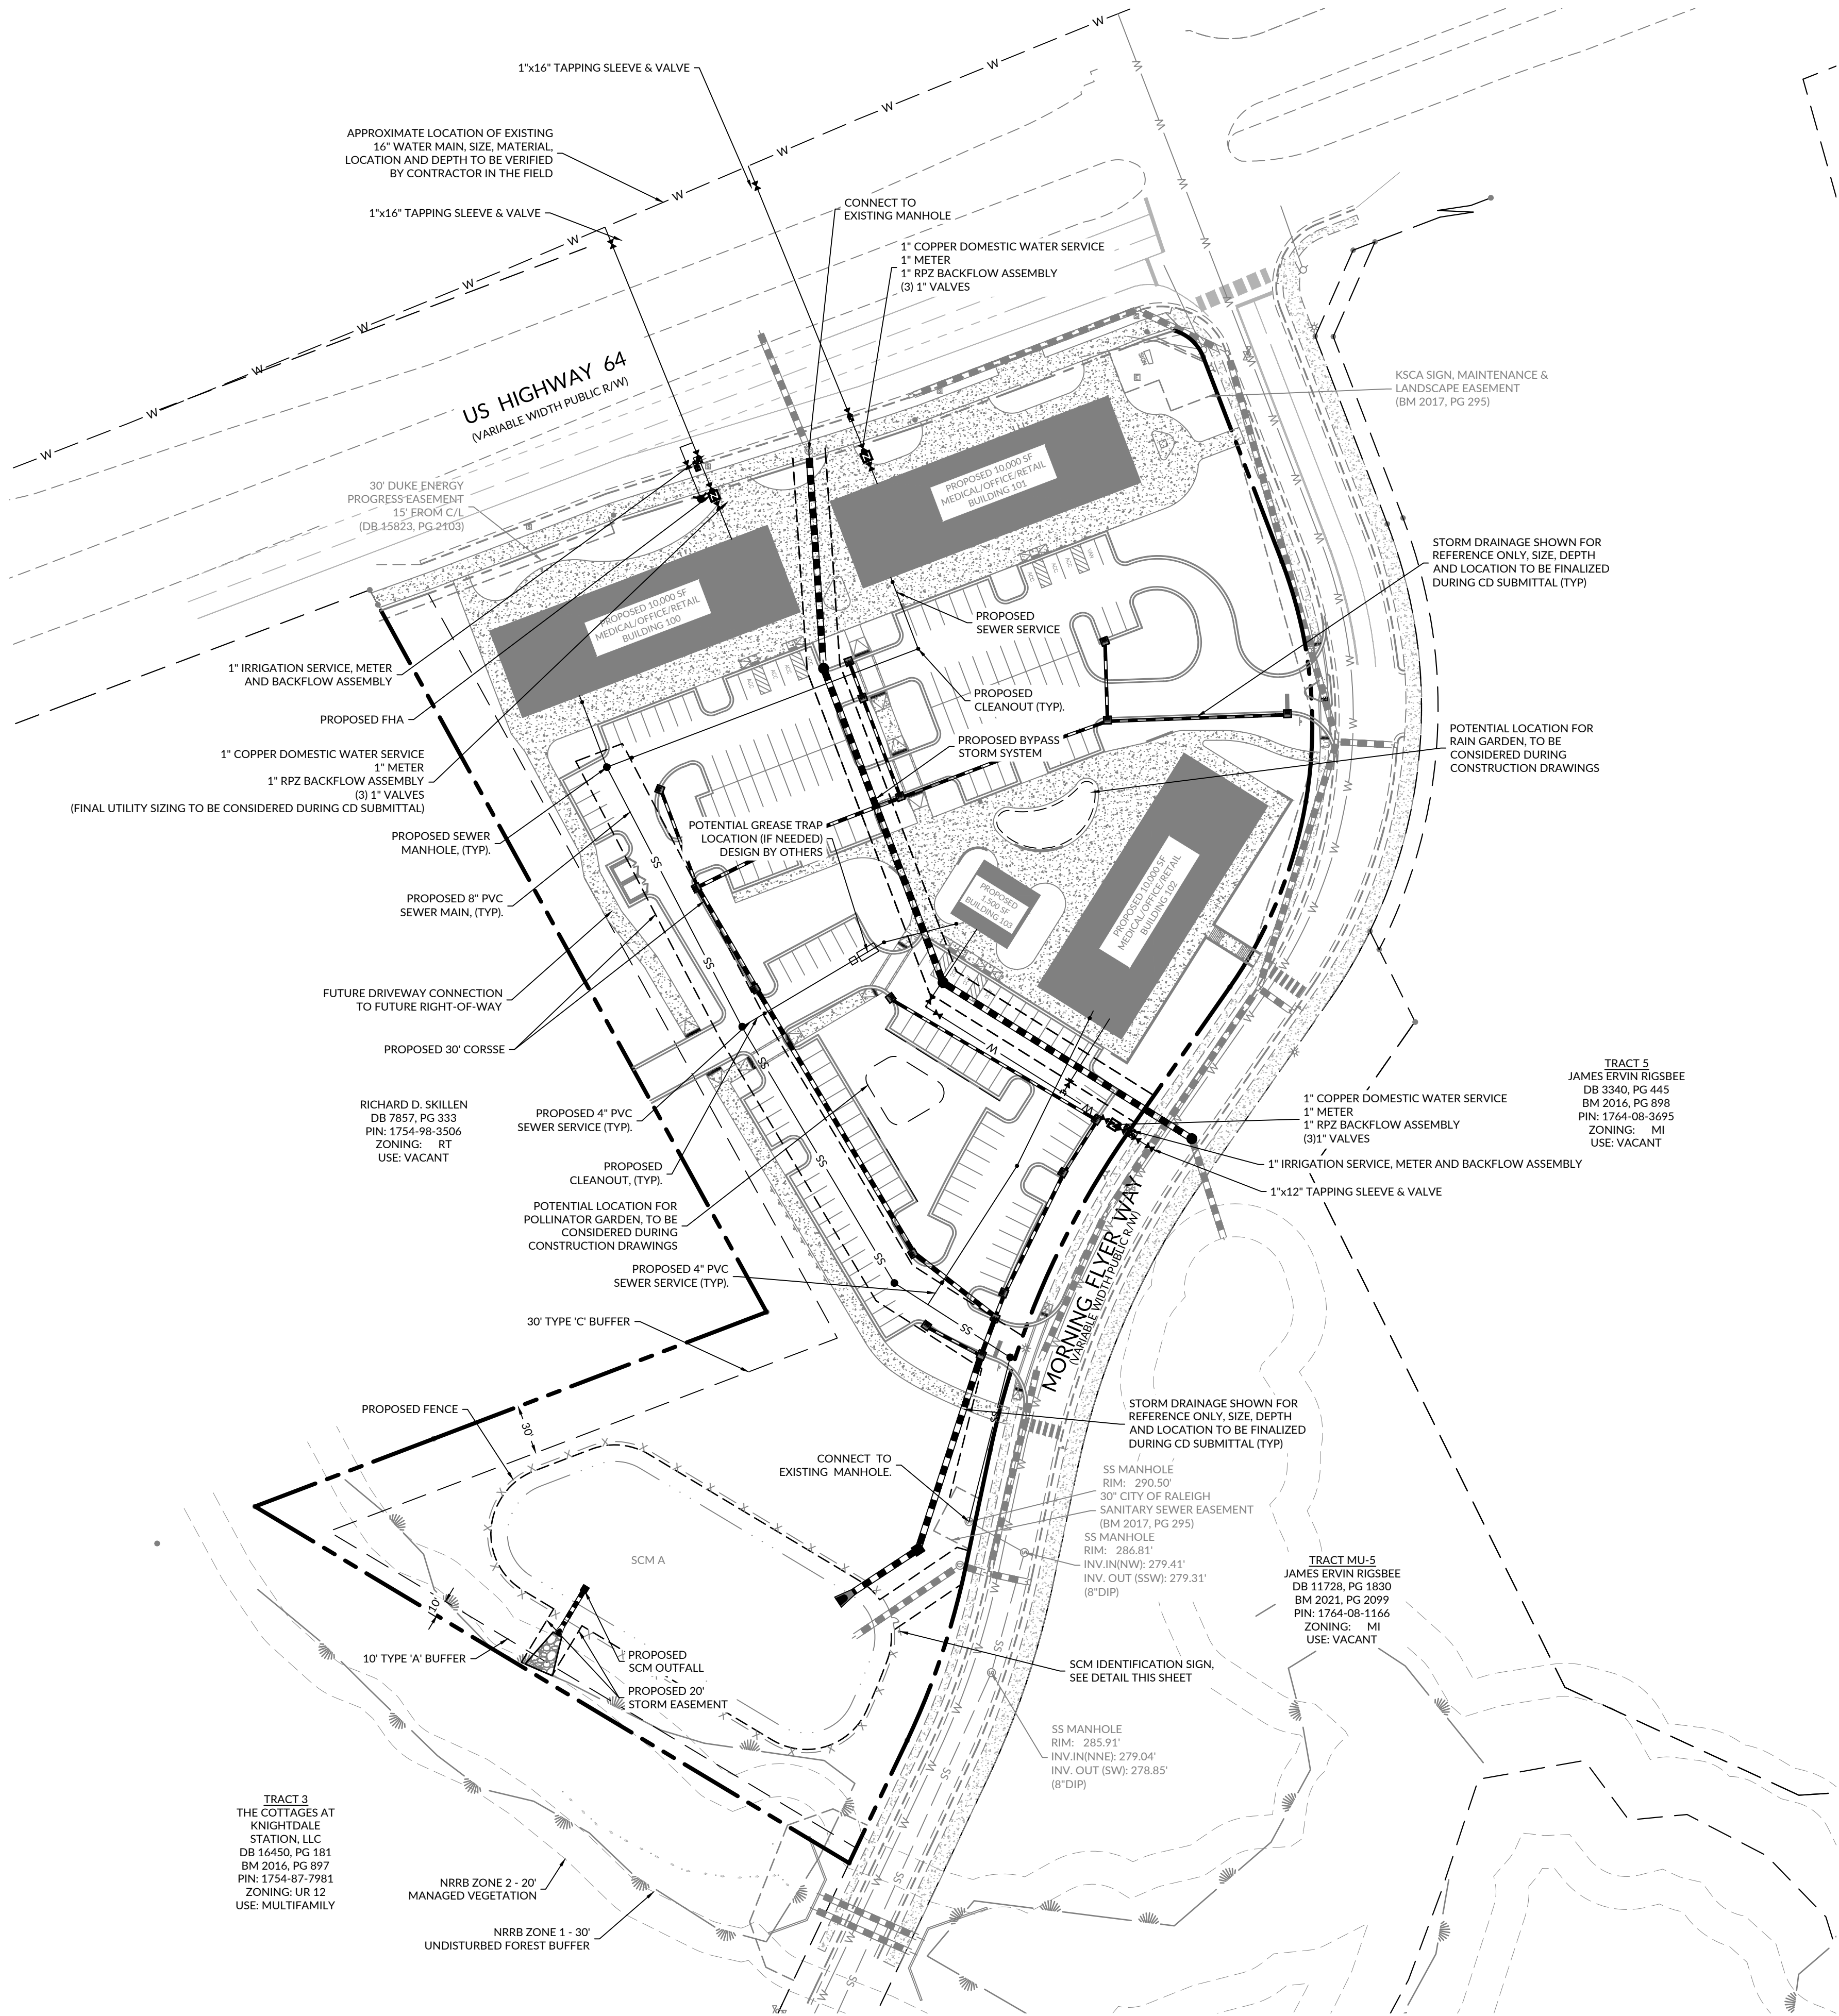 1"x16" TAPPING SLEEVE & VALVE
APPROXIMATE LOCATION OF EXISTING
16" WATER MAIN, SIZE, MATERIAL,
LOCATION AND DEPTH TO BE VERIFIED
BY CONTRACTOR IN THE FIELD
1"x16" TAPPING SLEEVE & VALVE
CONNECT TO
EXISTING MANHOLE
1" COPPER DOMESTIC WATER SERVICE
1" METER
1" RPZ BACKFLOW ASSEMBLY
(3) 1" VALVES
US HIGHWAY 64
(VARIABLE WIDTH PUBLIC R/W)
KSCA SIGN, MAINTENANCE &
LANDSCAPE EASEMENT
(BM 2017, PG 295)
30' DUKE ENERGY
PROGRESS EASEMENT
15' FROM C/L
(DB 15823, PG 2103)
PROPOSED 10,000 SF
MEDICAL/OFFICE/RETAIL
BUILDING 101
PROPOSED 10,000 SF
MEDICAL/OFFICE/RETAIL
BUILDING 100
STORM DRAINAGE SHOWN FOR
REFERENCE ONLY, SIZE, DEPTH
AND LOCATION TO BE FINALIZED
DURING CD SUBMITTAL (TYP)
PROPOSED
SEWER SERVICE
1" IRRIGATION SERVICE, METER
AND BACKFLOW ASSEMBLY
PROPOSED FHA
PROPOSED
CLEANOUT (TYP).
PROPOSED BYPASS
STORM SYSTEM
POTENTIAL LOCATION FOR
RAIN GARDEN, TO BE
CONSIDERED DURING
CONSTRUCTION DRAWINGS
1" COPPER DOMESTIC WATER SERVICE
1" METER
1" RPZ BACKFLOW ASSEMBLY
(3) 1" VALVES
(FINAL UTILITY SIZING TO BE CONSIDERED DURING CD SUBMITTAL)
PROPOSED SEWER
MANHOLE, (TYP).
POTENTIAL GREASE TRAP
LOCATION (IF NEEDED)
DESIGN BY OTHERS
PROPOSED 8" PVC
SEWER MAIN, (TYP).
PROPOSED
1,500 SF
BUILDING 103
PROPOSED 10,000 SF
MEDICAL/OFFICE/RETAIL
BUILDING 102
FUTURE DRIVEWAY CONNECTION
TO FUTURE RIGHT-OF-WAY
PROPOSED 30' CORSSE
RICHARD D. SKILLEN
DB 7857, PG 333
PIN: 1754-98-3506
ZONING: RT
USE: VACANT
PROPOSED 4" PVC
SEWER SERVICE (TYP).
PROPOSED
CLEANOUT, (TYP).
POTENTIAL LOCATION FOR
POLLINATOR GARDEN, TO BE
CONSIDERED DURING
CONSTRUCTION DRAWINGS
PROPOSED 4" PVC
SEWER SERVICE (TYP).
TRACT 5
JAMES ERVIN RIGSBEE
DB 3340, PG 445
BM 2016, PG 898
PIN: 1764-08-3695
ZONING: MI
USE: VACANT
1" COPPER DOMESTIC WATER SERVICE
1" METER
1" RPZ BACKFLOW ASSEMBLY
(3)1" VALVES
1" IRRIGATION SERVICE, METER AND BACKFLOW ASSEMBLY
1"x12" TAPPING SLEEVE & VALVE
MORNING FLYER WAY
(VARIABLE WIDTH PUBLIC R/W)
30' TYPE 'C' BUFFER
PROPOSED FENCE
30'
STORM DRAINAGE SHOWN FOR
REFERENCE ONLY, SIZE, DEPTH
AND LOCATION TO BE FINALIZED
DURING CD SUBMITTAL (TYP)
CONNECT TO
EXISTING MANHOLE.
SS MANHOLE
RIM: 290.50'
30" CITY OF RALEIGH
SANITARY SEWER EASEMENT
(BM 2017, PG 295)
SS MANHOLE
RIM: 286.81'
INV.IN(NW): 279.41'
INV. OUT (SSW): 279.31'
(8"DIP)
SCM A
TRACT MU-5
JAMES ERVIN RIGSBEE
DB 11728, PG 1830
BM 2021, PG 2099
PIN: 1764-08-1166
ZONING: MI
USE: VACANT
10'
10' TYPE 'A' BUFFER
PROPOSED
SCM OUTFALL
PROPOSED 20'
STORM EASEMENT
SCM IDENTIFICATION SIGN,
SEE DETAIL THIS SHEET
SS MANHOLE
RIM: 285.91'
INV.IN(NNE): 279.04'
INV. OUT (SW): 278.85'
(8"DIP)
TRACT 3
THE COTTAGES AT
KNIGHTDALE
STATION, LLC
DB 16450, PG 181
BM 2016, PG 897
PIN: 1754-87-7981
ZONING: UR 12
USE: MULTIFAMILY
NRRB ZONE 2 - 20'
MANAGED VEGETATION
NRRB ZONE 1 - 30'
UNDISTURBED FOREST BUFFER